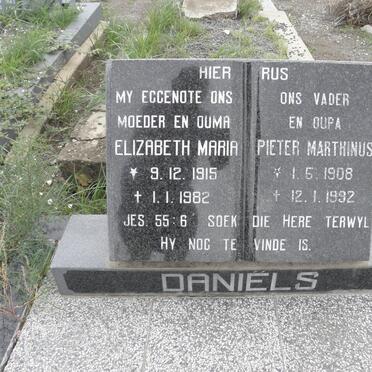 HIER RUS
MY EGGENOTE ONS
MOEDER EN OUMA
ELIZABETH MARIA
* 9.12.1915
† 1.1.1982
ONS VADER
EN OUPA
PIETER MARTHINUS
* 1.5.1908
† 12.1.1992
JES. 55:6 SOEK DIE HERE TERWYL
HY NOG TE VINDE IS.
DANIËLS